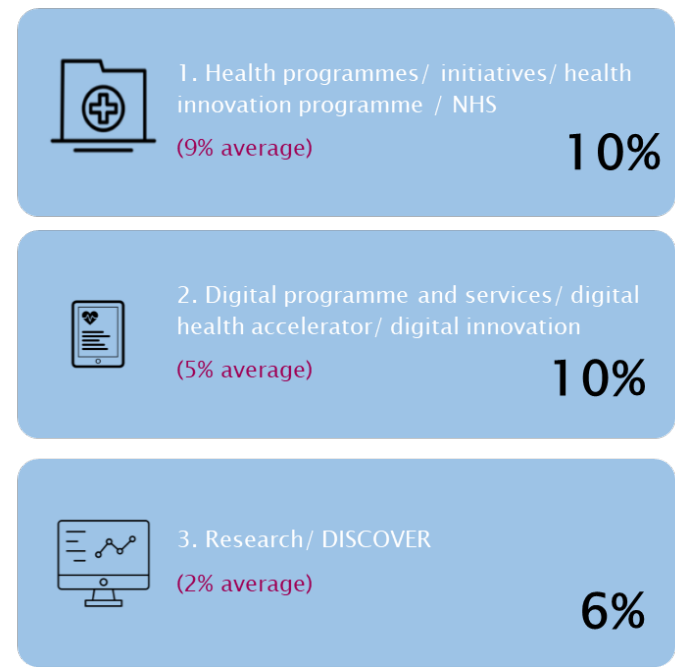 1. Health programmes/ initiatives/ health
innovation programme / NHS
(9% average)
10%
2. Digital programme and services/ digital
health accelerator/ digital innovation
(5% average)
10%
3. Research/ DISCOVER
(2% average)
6%